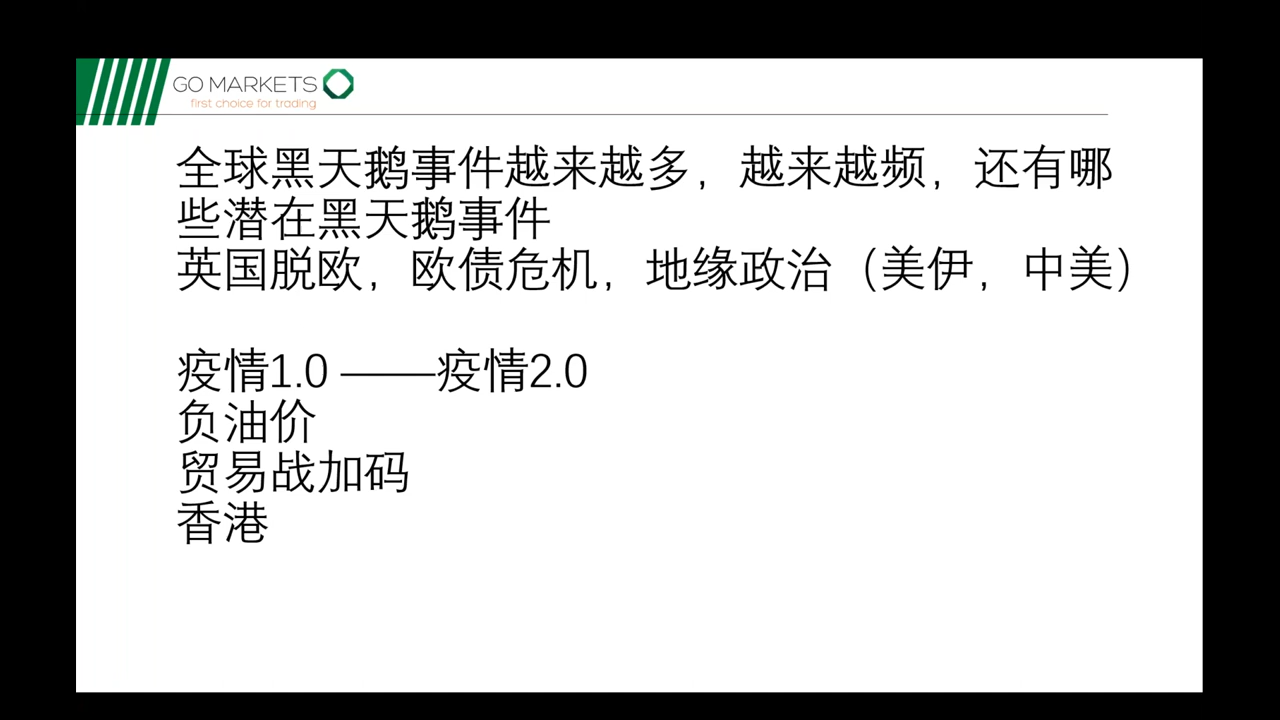 GO MARKETS
first choice for trading
全球黑天鹅事件越来越多，越来越频，还有哪
些潜在黑天鹅事件
英国脱欧，欧债危机，地缘政治（美伊，中美）
疫情1.0 ——疫情2.0
负油价
贸易战加码
香港